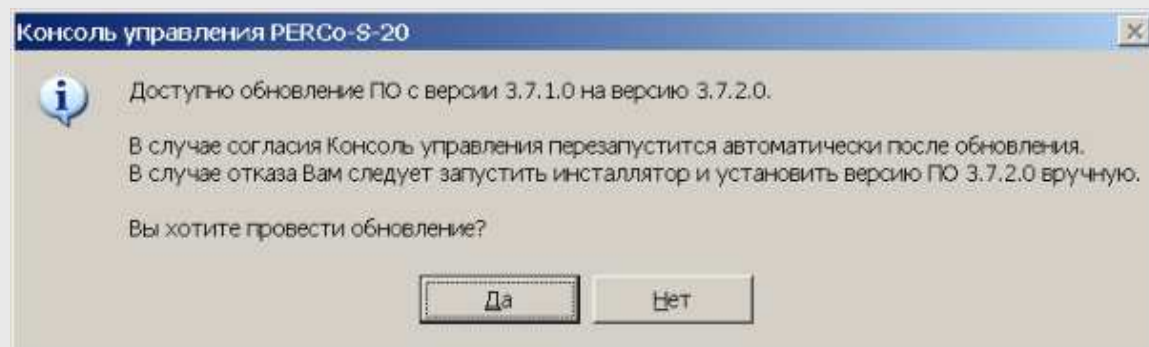 Консоль управления PERCo-S-20
Доступно обновление ПО с версии 3.7.1.0 на версию 3.7.2.0.
В случае согласия Консоль управления перезапустится автоматически после обновления.
В случае отказа Вам следует запустить инсталлятор и установить версию ПО 3.7.2.0 вручную.
Вы хотите провести обновление?
Да Нет